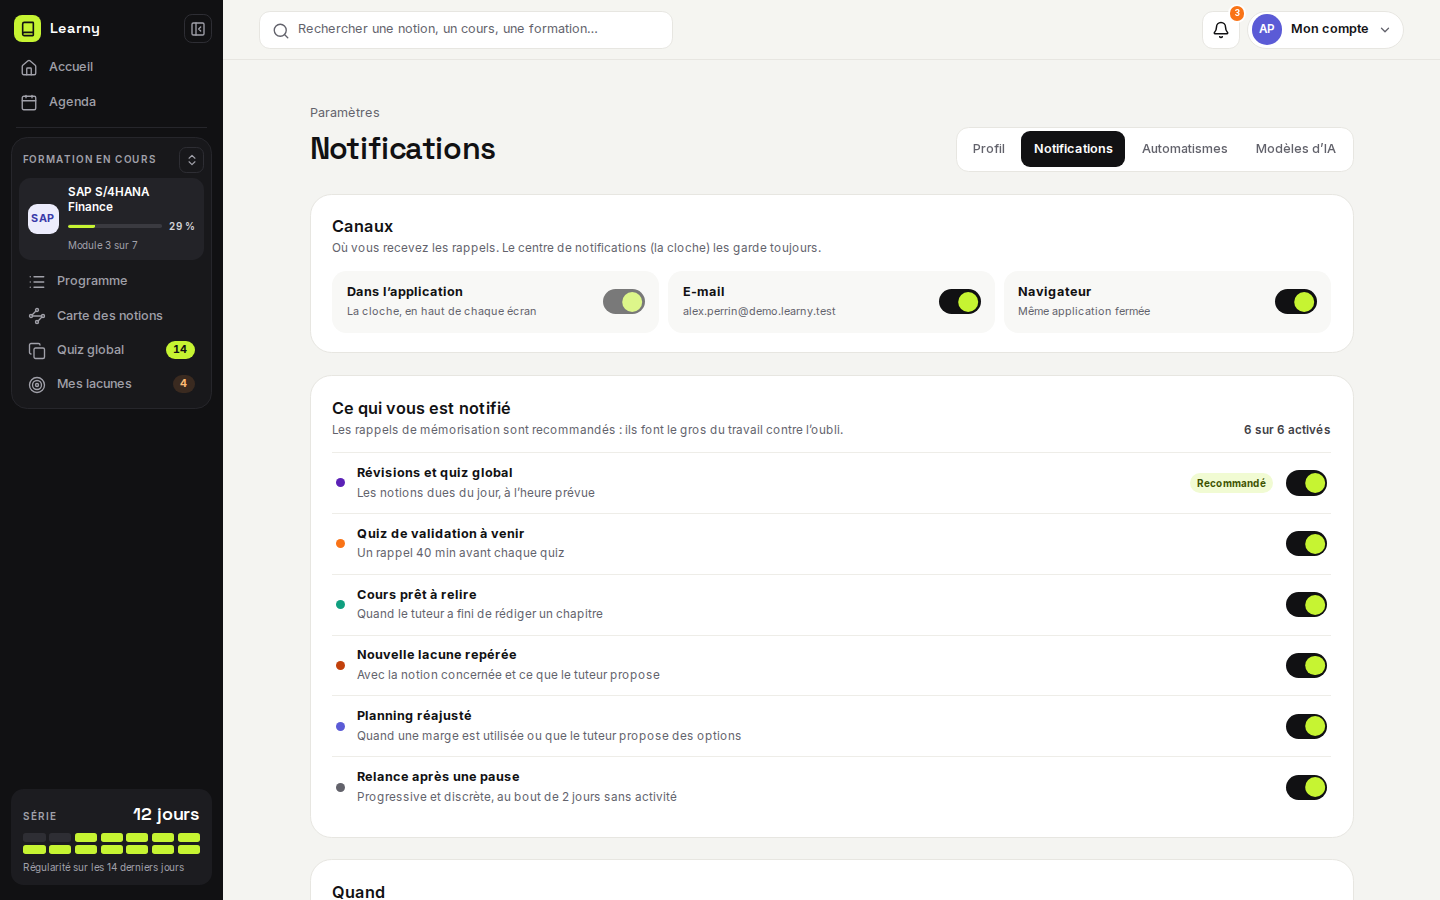 Learny
Accueil
Agenda
FORMATION EN COURS
SAP
SAP S/4HANA
Finance
29 %
Module 3 sur 7
Programme
Carte des notions
Quiz global
14
Mes lacunes
4
SÉRIE
12 jours
Régularité sur les 14 derniers jours
Rechercher une notion, un cours, une formation...
3
AP
Mon compte
Paramètres
Notifications
Profil
Notifications
Automatismes
Modèles d’IA
Canaux
Où vous recevez les rappels. Le centre de notifications (la cloche) les garde toujours.
Dans l’application
La cloche, en haut de chaque écran
E-mail
alex.perrin@demo.learny.test
Navigateur
Même application fermée
Ce qui vous est notifié
Les rappels de mémorisation sont recommandés : ils font le gros du travail contre l’oubli.
6 sur 6 activés
Révisions et quiz global
Les notions dues du jour, à l’heure prévue
Recommandé
Quiz de validation à venir
Un rappel 40 min avant chaque quiz
Cours prêt à relire
Quand le tuteur a fini de rédiger un chapitre
Nouvelle lacune repérée
Avec la notion concernée et ce que le tuteur propose
Planning réajusté
Quand une marge est utilisée ou que le tuteur propose des options
Relance après une pause
Progressive et discrète, au bout de 2 jours sans activité
Quand